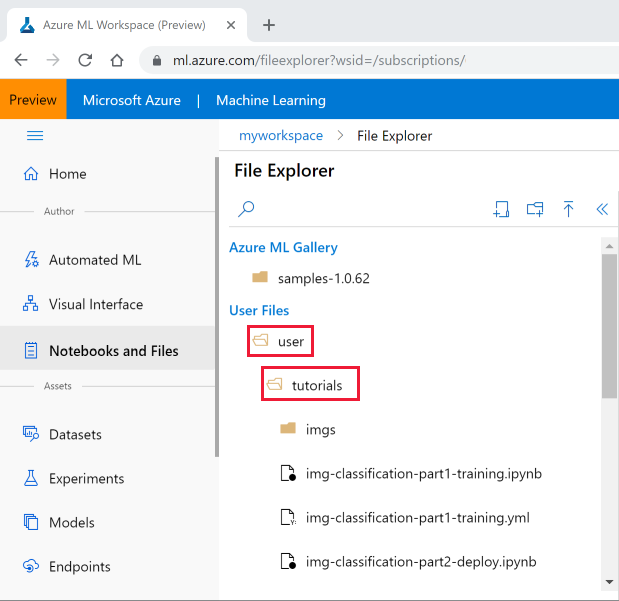 Azure ML Workspace (Preview)
ml.azure.com/fileexplorer?wsid=/subscriptions/
Preview
Microsoft Azure | Machine Learning
myworkspace > File Explorer
Home
Author
Automated ML
Visual Interface
Notebooks and Files
Assets
Datasets
Experiments
Models
Endpoints
File Explorer
Azure ML Gallery
samples-1.0.62
User Files
user
tutorials
imgs
img-classification-part1-training.ipynb
img-classification-part1-training.yml
img-classification-part2-deploy.ipynb